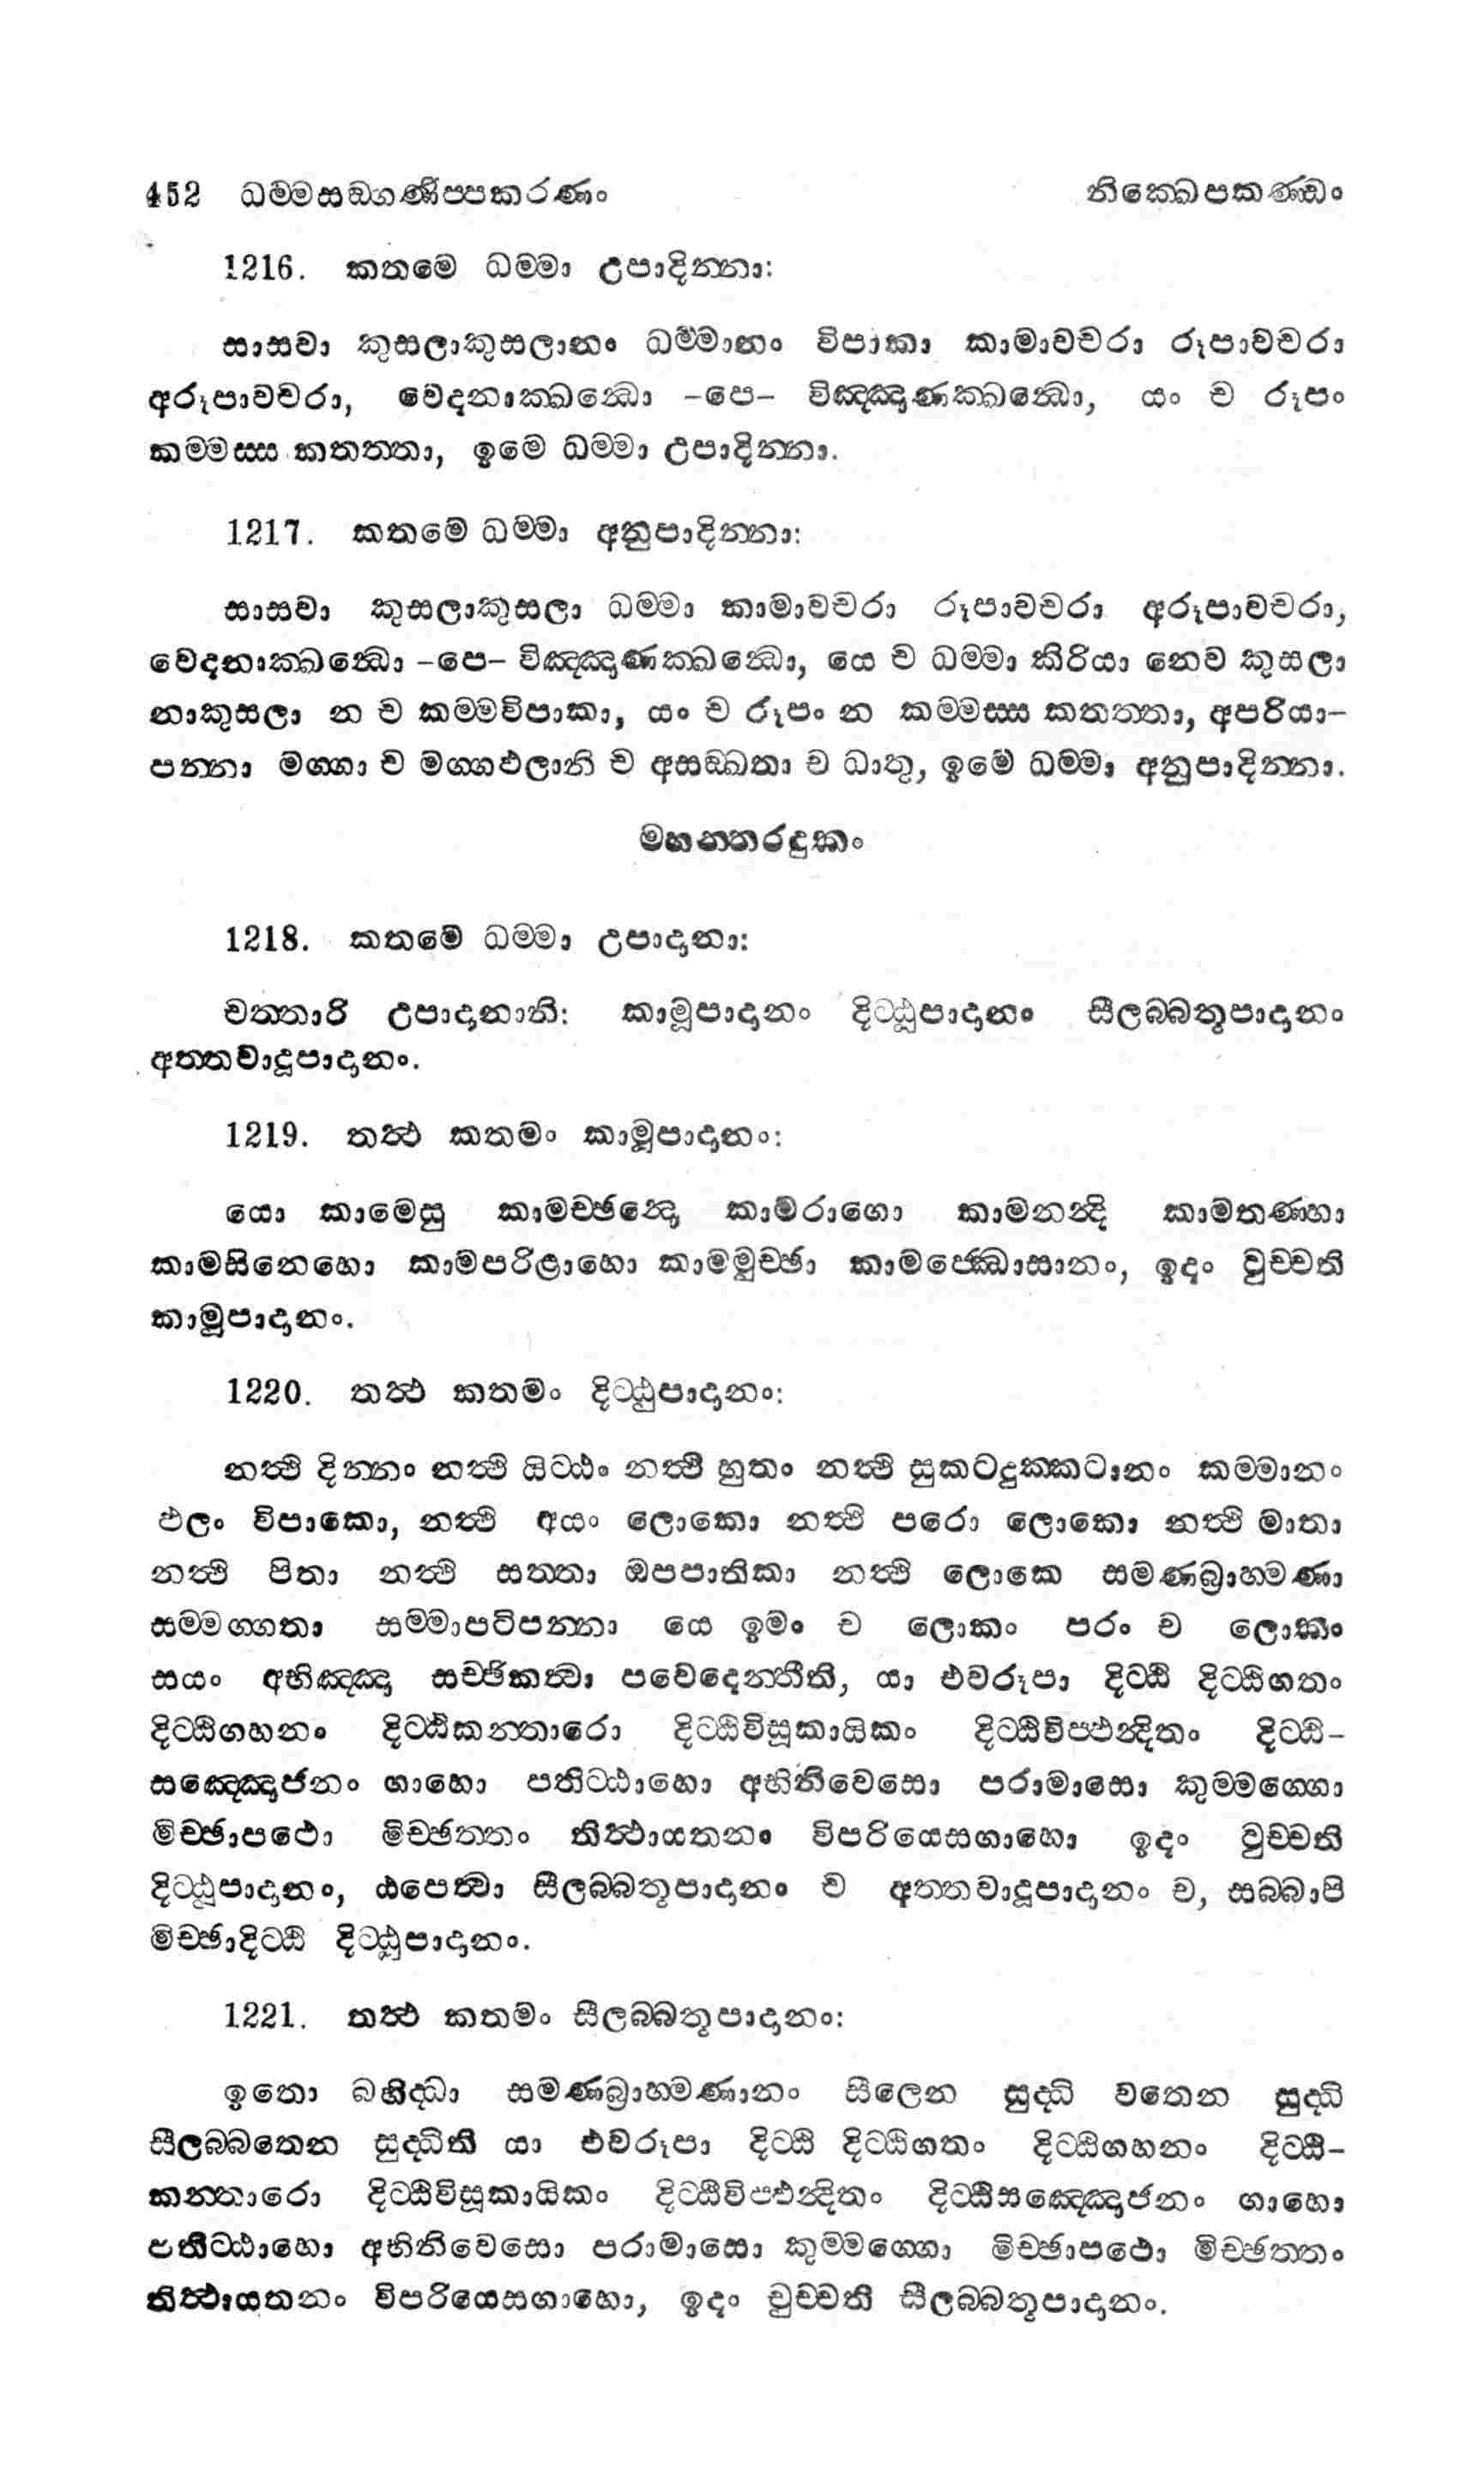 452 ධම්මසඞ්ගණිප්පකරණං නික්ඛෙපකණ්ඩං
1216. කතමෙ ධම්මා උපාදින්නා:
සාසවා කුසලාකුසලානං ධම්මානං විපාකා කාමාවචරා රූපාවචරා
අරූපාවචරා, වෙදනාක්ඛන්ධො -පෙ- විඤ්ඤාණක්ඛන්ධො, යං ච රූපං
කම්මස්ස කතත්තා, ඉමෙ ධම්මා උපාදින්නා.
1217. කතමෙ ධම්මා අනුපාදින්නා:
සාසවා කුසලාකුසලා ධම්මා කාමාවචරා රූපාවචරා අරූපාවචරා,
වෙදනාක්ඛන්ධො -පෙ- විඤ්ඤාණක්ඛන්ධො, යෙ ච ධම්මා කිරියා නෙව කුසලා
නාකුසලා න ච කම්මවිපාකා, යං ච රූපං න කම්මස්ස කතත්තා, අපරියා-
පන්නා මග්ගා ච මග්ගඵලානි ච අසඞ්ඛතා ච ධාතු, ඉමේ ධම්මා අනුපාදින්නා.
මහන්තරදුකං
1218. කතමෙ ධම්මා උපාදානා:
චත්තාරි උපාදානානි: කාමූපාදානං දිට්ඨූපාදානං සීලබ්බතූපාදානං
අත්තවාදූපාදානං.
1219. තත්ථ කතමං කාමූපාදානං:
යො කාමෙසු කාමච්ඡන්දො කාමරාගො කාමනන්දි කාමතණ්හා
කාමසිනෙහො කාමපරිළාහො කාමමුච්ඡා කාමජ්ඣොසානං, ඉදං වුච්චති
කාමූපාදානං.
1220. තත්ථ කතමං දිට්ඨුපාදානං:
නත්ථි දින්නං නත්ථි යිට්ඨං නත්ථි හුතං නත්ථි සුකටදුක්කටානං කම්මානං
ඵලං විපාකො, නත්ථි අයං ලොකො නත්ථි පරො ලොකො නත්ථි මාතා
නත්ථි පිතා නත්ථි සත්තා ඔපපාතිකා නත්ථි ලොකෙ සමණබ්‍රාහ්මණා
සම්මග්ගතා සම්මාපටිපන්නා යෙ ඉමං ච ලොකං පරං ච ලොකං
සයං අභිඤ්ඤා සච්ඡිකත්වා පවෙදෙන්තීති, යා එවරූපා දිට්ඨි දිට්ඨිගතං
දිට්ඨිගහනං දිට්ඨිකන්තාරො දිට්ඨිවිසූකායිකං දිට්ඨිවිප්ඵන්දිතං දිට්ඨි-
සඤ්ඤොජනං ගාහො පතිට්ඨාහො අභිනිවෙසො පරාමාසො කුම්මග්ගො
මිච්ඡාපථො මිච්ඡත්තං තිත්ථායතනං විපරියෙසගාහො ඉදං වුච්චති
දිට්ඨූපාදානං, ඨපෙත්වා සීලබ්බතූපාදානං ච අත්තවාදූපාදානං ච, සබ්බාපි
මිච්ඡාදිට්ඨි දිට්ඨූපාදානං.
1221. තත්ථ කතමං සීලබ්බතූපාදානං:
ඉතො බහිද්ධා සමණබ්‍රාහ්මණානං සීලෙන සුද්ධි වතෙන සුද්ධි
සීලබ්බතෙන සුද්ධිති යා එවරූපා දිට්ඨි දිට්ඨිගතං දිට්ඨිගහනං දිට්ඨි-
කන්තාරො දිට්ඨිවිසූකායිකං දිට්ඨිවිප්ඵන්දිතං දිට්ඨිසඤ්ඤොජනං ගාහො
පතිට්ඨාහො අභිනිවෙසො පරාමාසො කුම්මග්ගො මිච්ඡාපථො මිච්ඡත්තං
තිත්ථායතනං විපරියෙසගාහො, ඉදං වුච්චති සීලබ්බතූපාදානං.